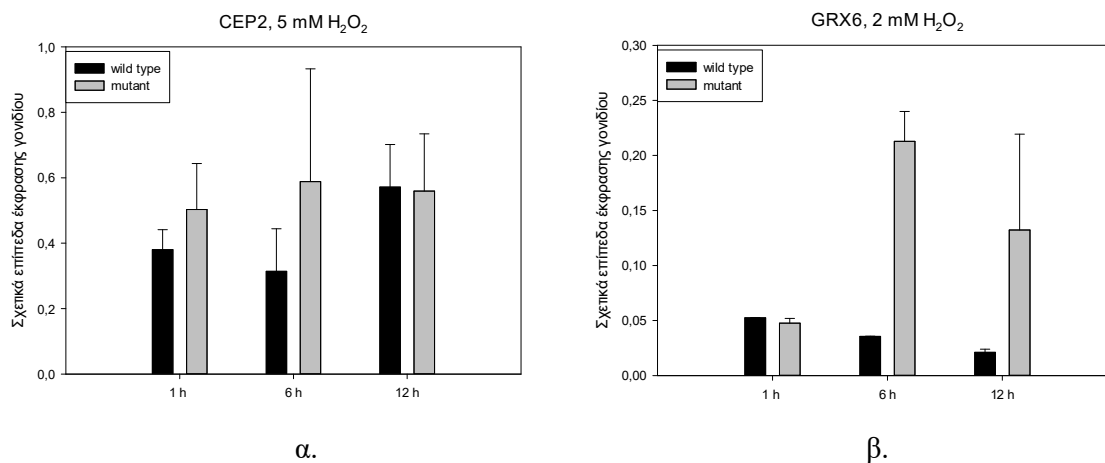 CEP2, 5 mM H₂O₂
Σχετικά επίπεδα έκφρασης γονιδίου
1,0
0,8
0,6
0,4
0,2
0,0
wild type
mutant
1 h
6 h
12 h
α.
GRX6, 2 mM H₂O₂
Σχετικά επίπεδα έκφρασης γονιδίου
0,30
0,25
0,20
0,15
0,10
0,05
0,00
wild type
mutant
1 h
6 h
12 h
β.